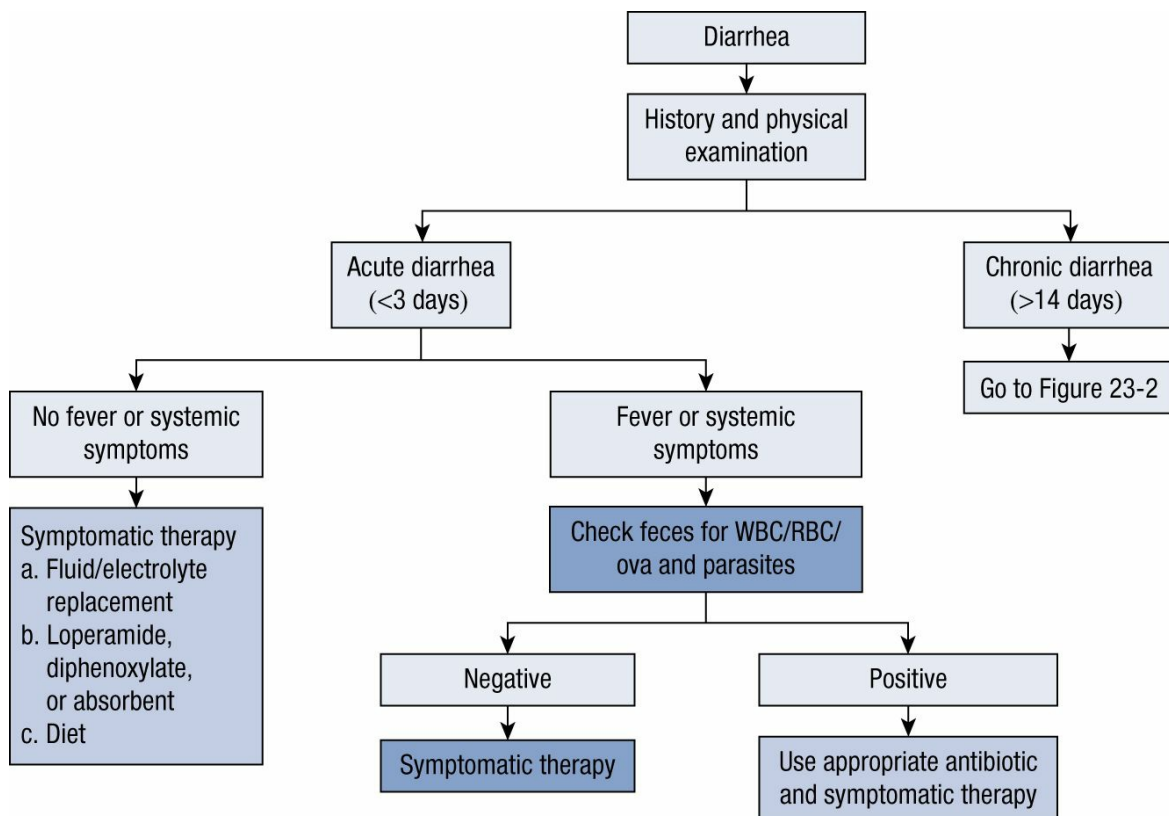 Diarrhea
History and physical
examination
Acute diarrhea
(<3 days)
Chronic diarrhea
(>14 days)
Go to Figure 23-2
No fever or systemic
symptoms
Fever or systemic
symptoms
Symptomatic therapy
a. Fluid/electrolyte
replacement
b. Loperamide,
diphenoxylate,
or absorbent
c. Diet
Check feces for WBC/RBC/
ova and parasites
Negative
Positive
Symptomatic therapy
Use appropriate antibiotic
and symptomatic therapy